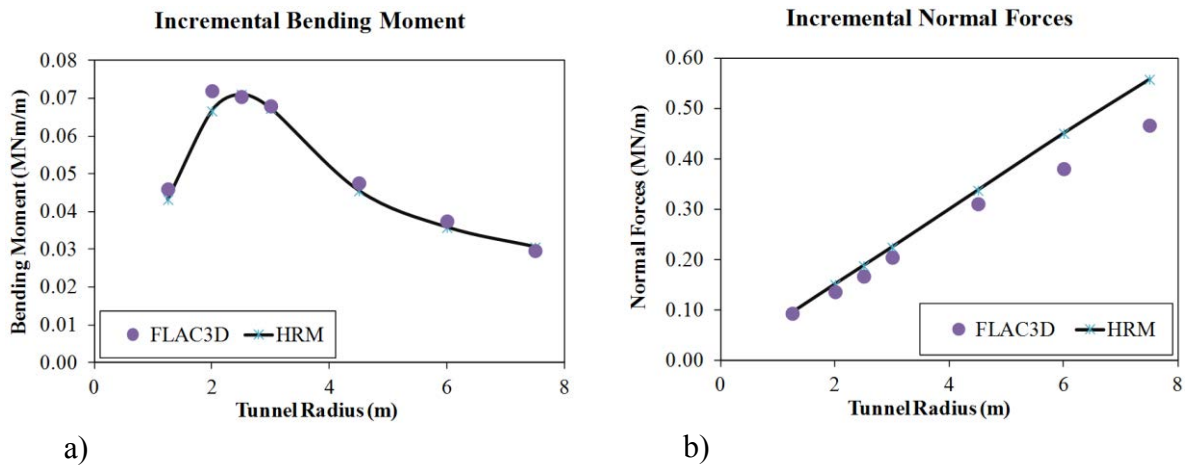 Incremental Bending Moment
Bending Moment (MNm/m)
0.08
0.07
0.06
0.05
0.04
0.03
0.02
0.01
0.00
FLAC3D
HRM
0
2
4
6
8
Tunnel Radius (m)
a)
Incremental Normal Forces
Normal Forces (MN/m)
0.60
0.50
0.40
0.30
0.20
0.10
0.00
FLAC3D
HRM
0
2
4
6
8
Tunnel Radius (m)
b)